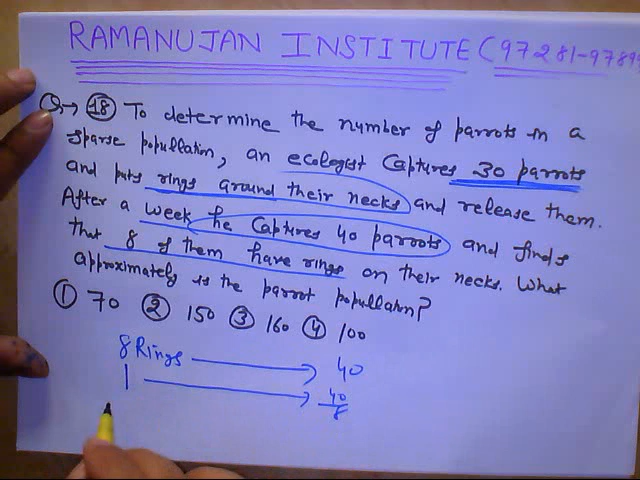 RAMANUJAN INSTITUTE (97281-9789
Q→ 18 To determine the number of parrots in a
sparse popullation, an ecologist captures 30 parrots
and puts rings around their necks and release them.
After a week he captures 40 parrots and finds
that 8 of them have rings on their necks. What
approximately is the parrot popullation?
1 70 2 150 3 160 4 100
8 Rings → 40
1 → 40/8